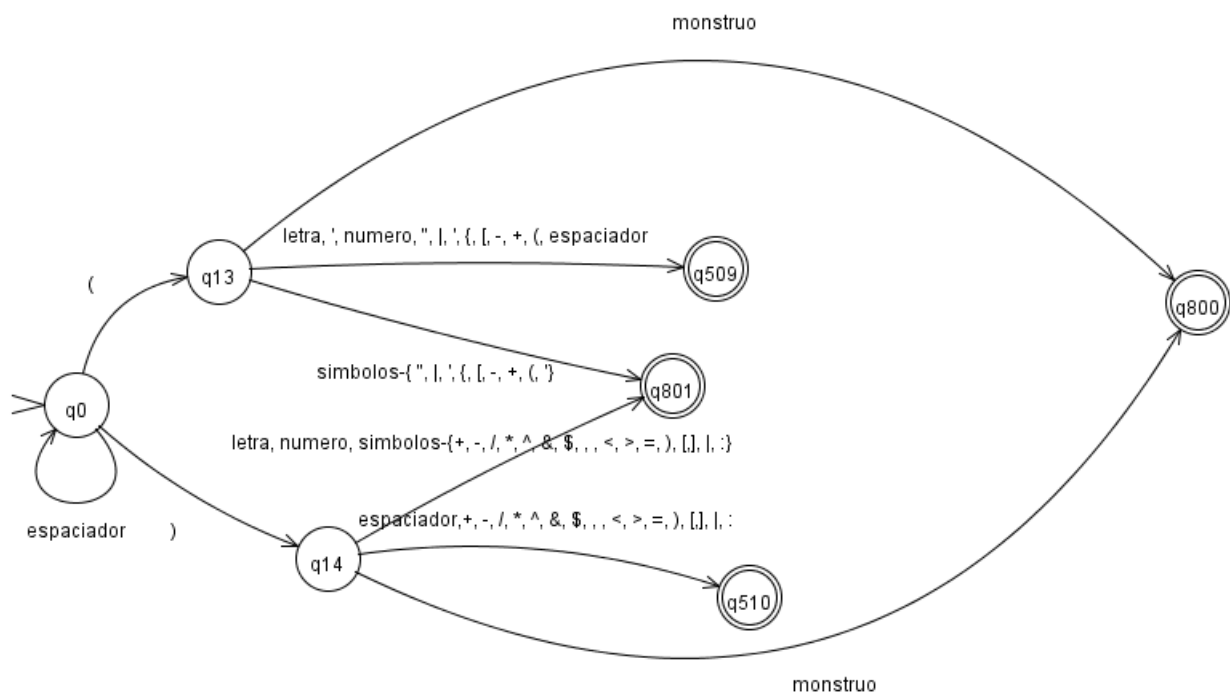 monstruo
letra, ', numero, ", |, ', {, [, -, +, (, espaciador
q13
q509
(
q800
simbolos-{ ", |, ', {, [, -, +, (, '}
q801
q0
letra, numero, simbolos-{+, -, /, *, ^, &, $, , , <, >, =, ), [,], |, :}
espaciador,+, -, /, *, ^, &, $, , , <, >, =, ), [,], |, :
espaciador
)
q14
q510
monstruo